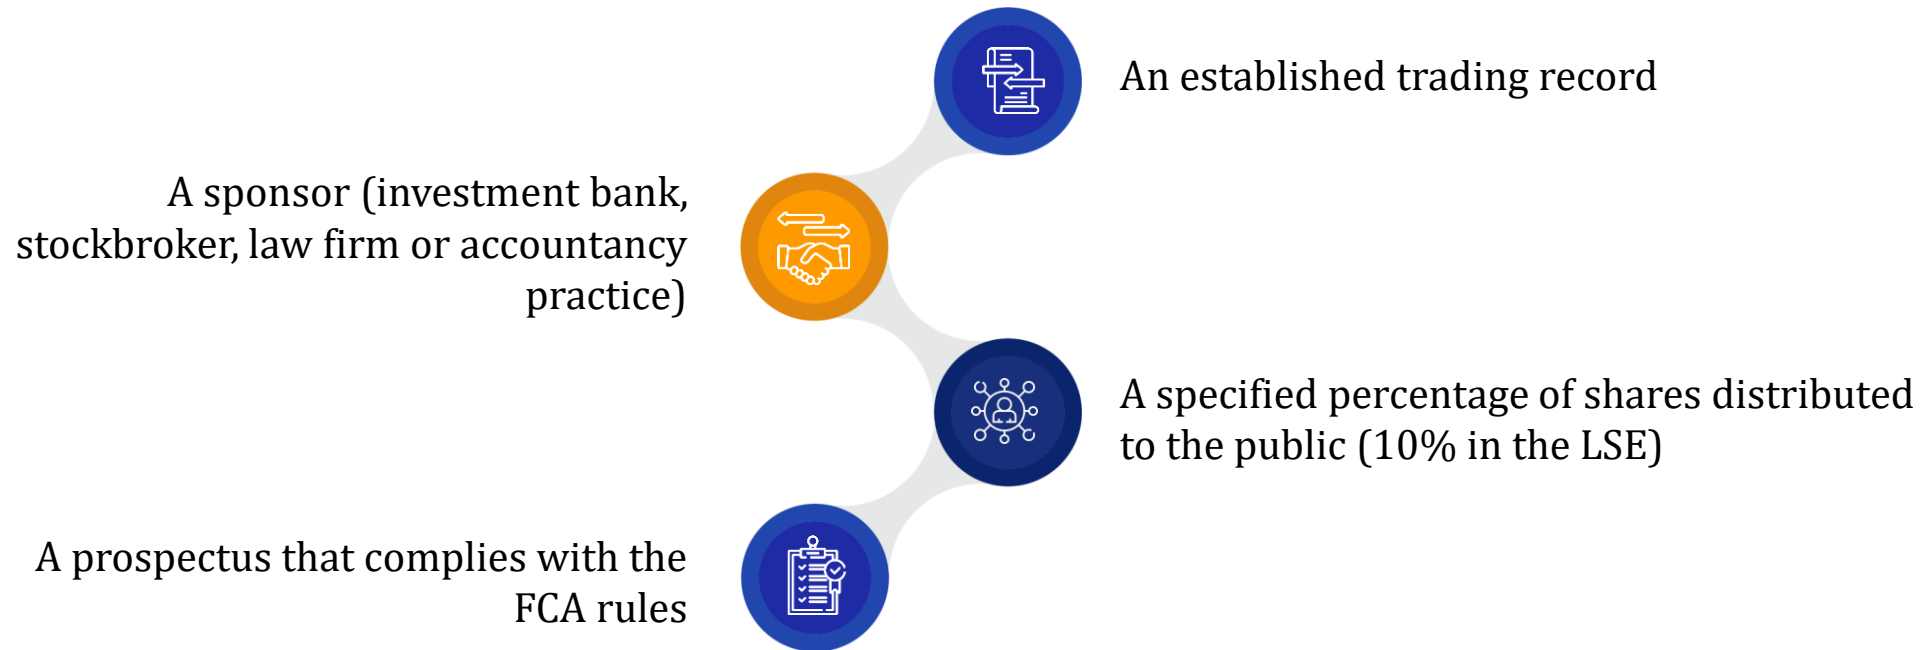 An established trading record
A sponsor (investment bank,
stockbroker, law firm or accountancy
practice)
A specified percentage of shares distributed
to the public (10% in the LSE)
A prospectus that complies with the
FCA rules